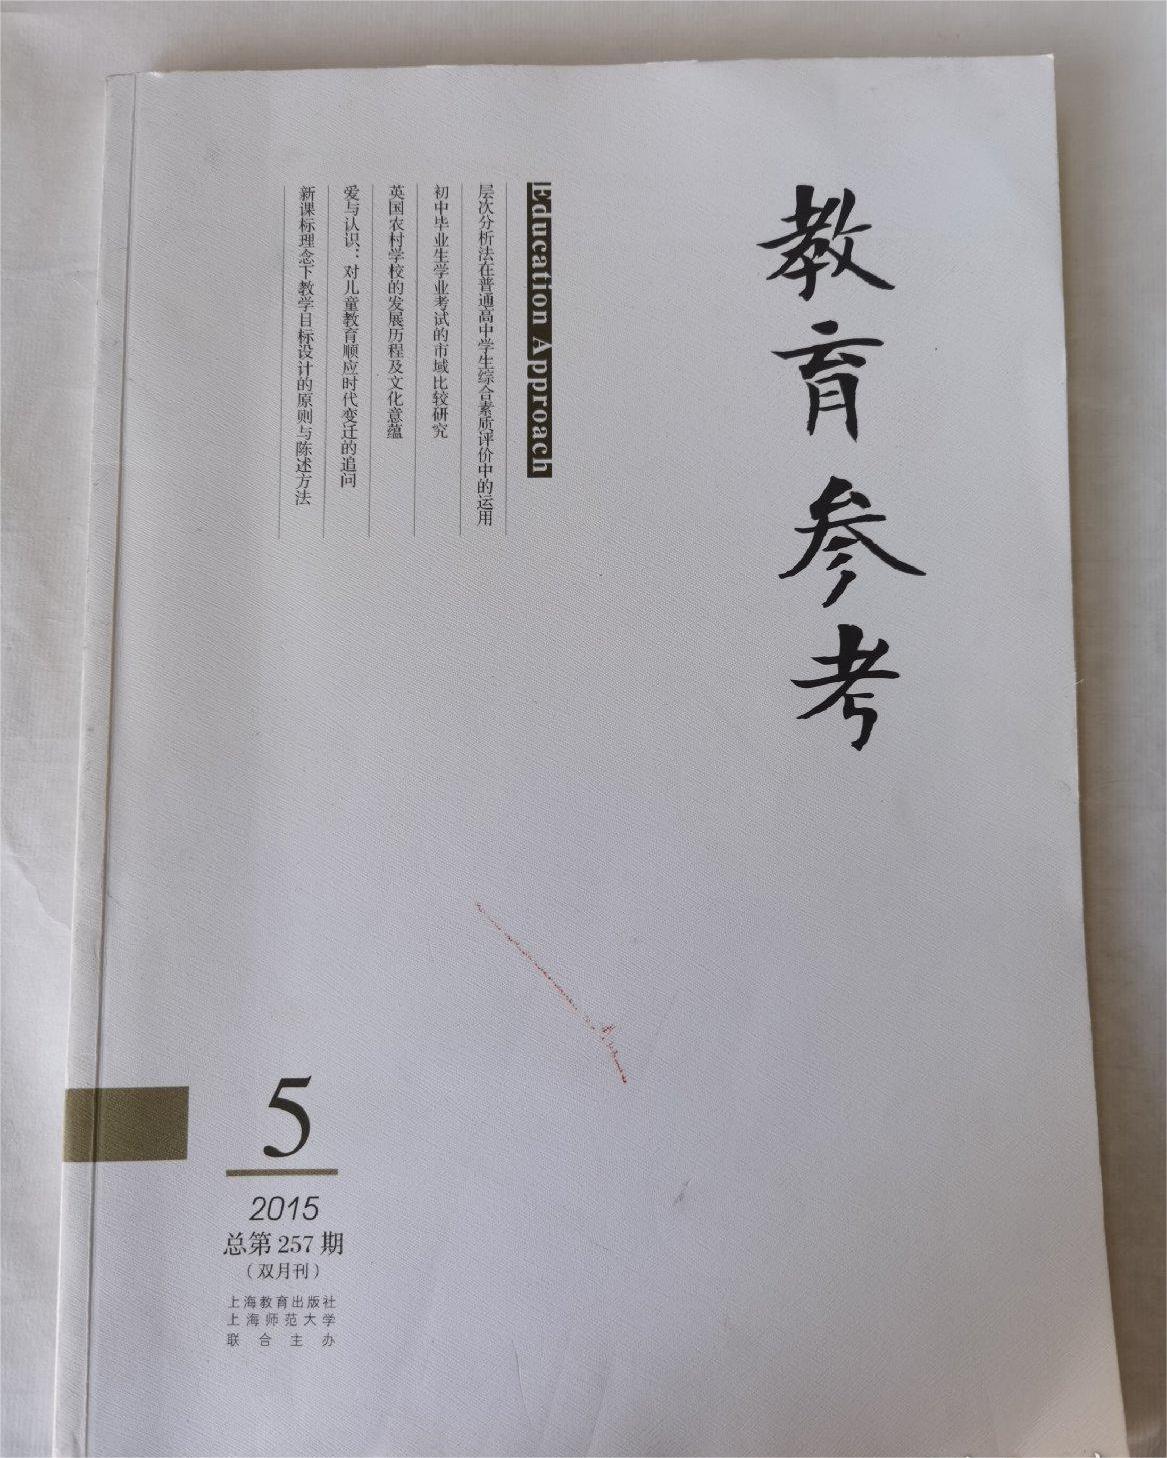 教育参考
Education Approach
层次分析法在普通高中学生综合素质评价中的运用
初中毕业生学业考试的市域比较研究
英国农村学校的发展历程及文化意蕴
爱与认识：对儿童教育顺应时代变迁的追问
新课标理念下教学目标设计的原则与陈述方法
5
2015
总第257期
（双月刊）
上海教育出版社
上海师范大学
联合主办